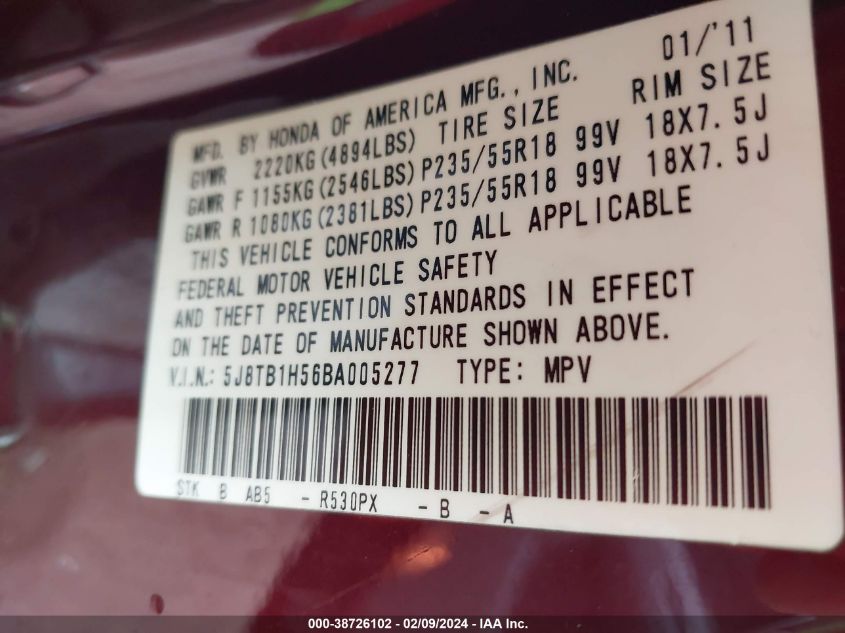 MFD. BY HONDA OF AMERICA MFG., INC. 01/'11
GVWR 2220KG (4894LBS) TIRE SIZE RIM SIZE
GAWR F 1155KG (2546LBS) P235/55R18 99V 18X7.5J
GAWR R 1080KG (2381LBS) P235/55R18 99V 18X7.5J
THIS VEHICLE CONFORMS TO ALL APPLICABLE
FEDERAL MOTOR VEHICLE SAFETY
AND THEFT PREVENTION STANDARDS IN EFFECT
ON THE DATE OF MANUFACTURE SHOWN ABOVE.
V.I.N.: 5J8TB1H56BA005277 TYPE: MPV
STK B AB5 - R530PX - B - A
000-38726102 - 02/09/2024 - IAA Inc.